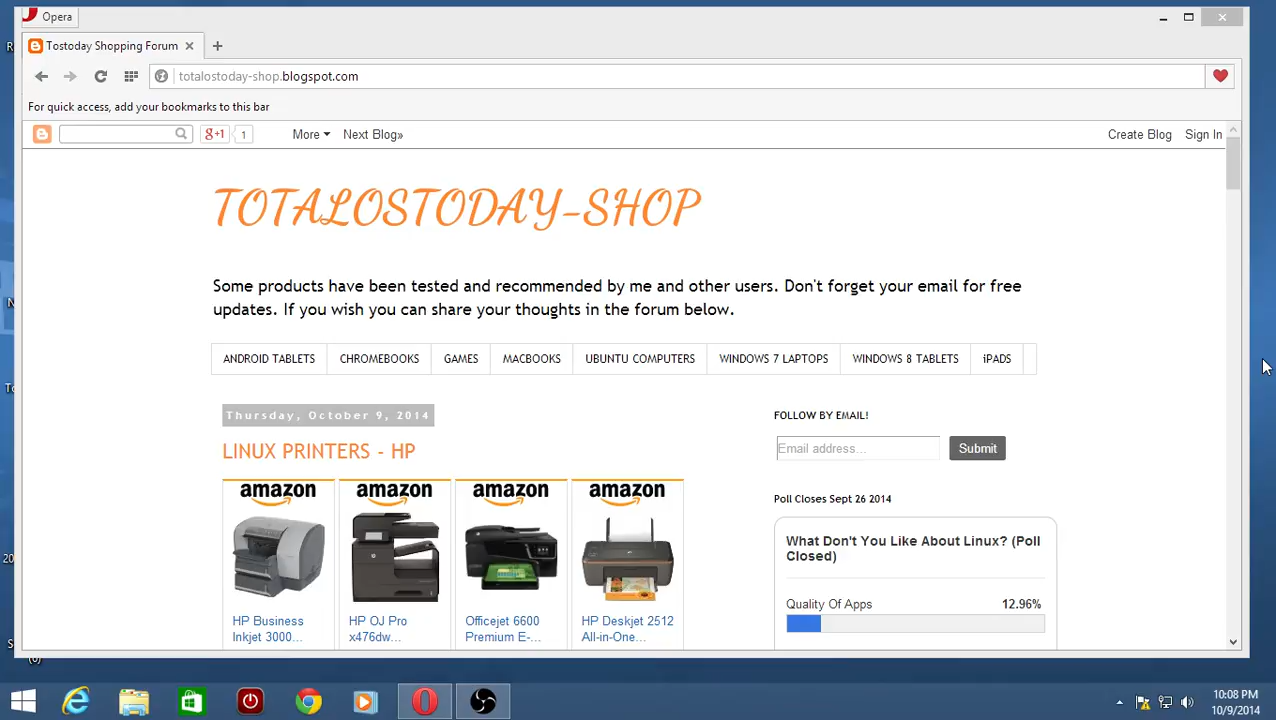 Opera
Tostoday Shopping Forum
totalostoday-shop.blogspot.com
For quick access, add your bookmarks to this bar
g+1 1 More Next Blog» Create Blog Sign In
TOTALOSTODAY-SHOP
Some products have been tested and recommended by me and other users. Don't forget your email for free
updates. If you wish you can share your thoughts in the forum below.
ANDROID TABLETS CHROMEBOOKS GAMES MACBOOKS UBUNTU COMPUTERS WINDOWS 7 LAPTOPS WINDOWS 8 TABLETS iPADS
Thursday, October 9, 2014
LINUX PRINTERS - HP
amazon amazon amazon amazon
HP Business
Inkjet 3000...
HP OJ Pro
x476dw...
Officejet 6600
Premium E-...
HP Deskjet 2512
All-in-One...
FOLLOW BY EMAIL!
Email address... Submit
Poll Closes Sept 26 2014
What Don't You Like About Linux? (Poll
Closed)
Quality Of Apps 12.96%
10:08 PM
10/9/2014